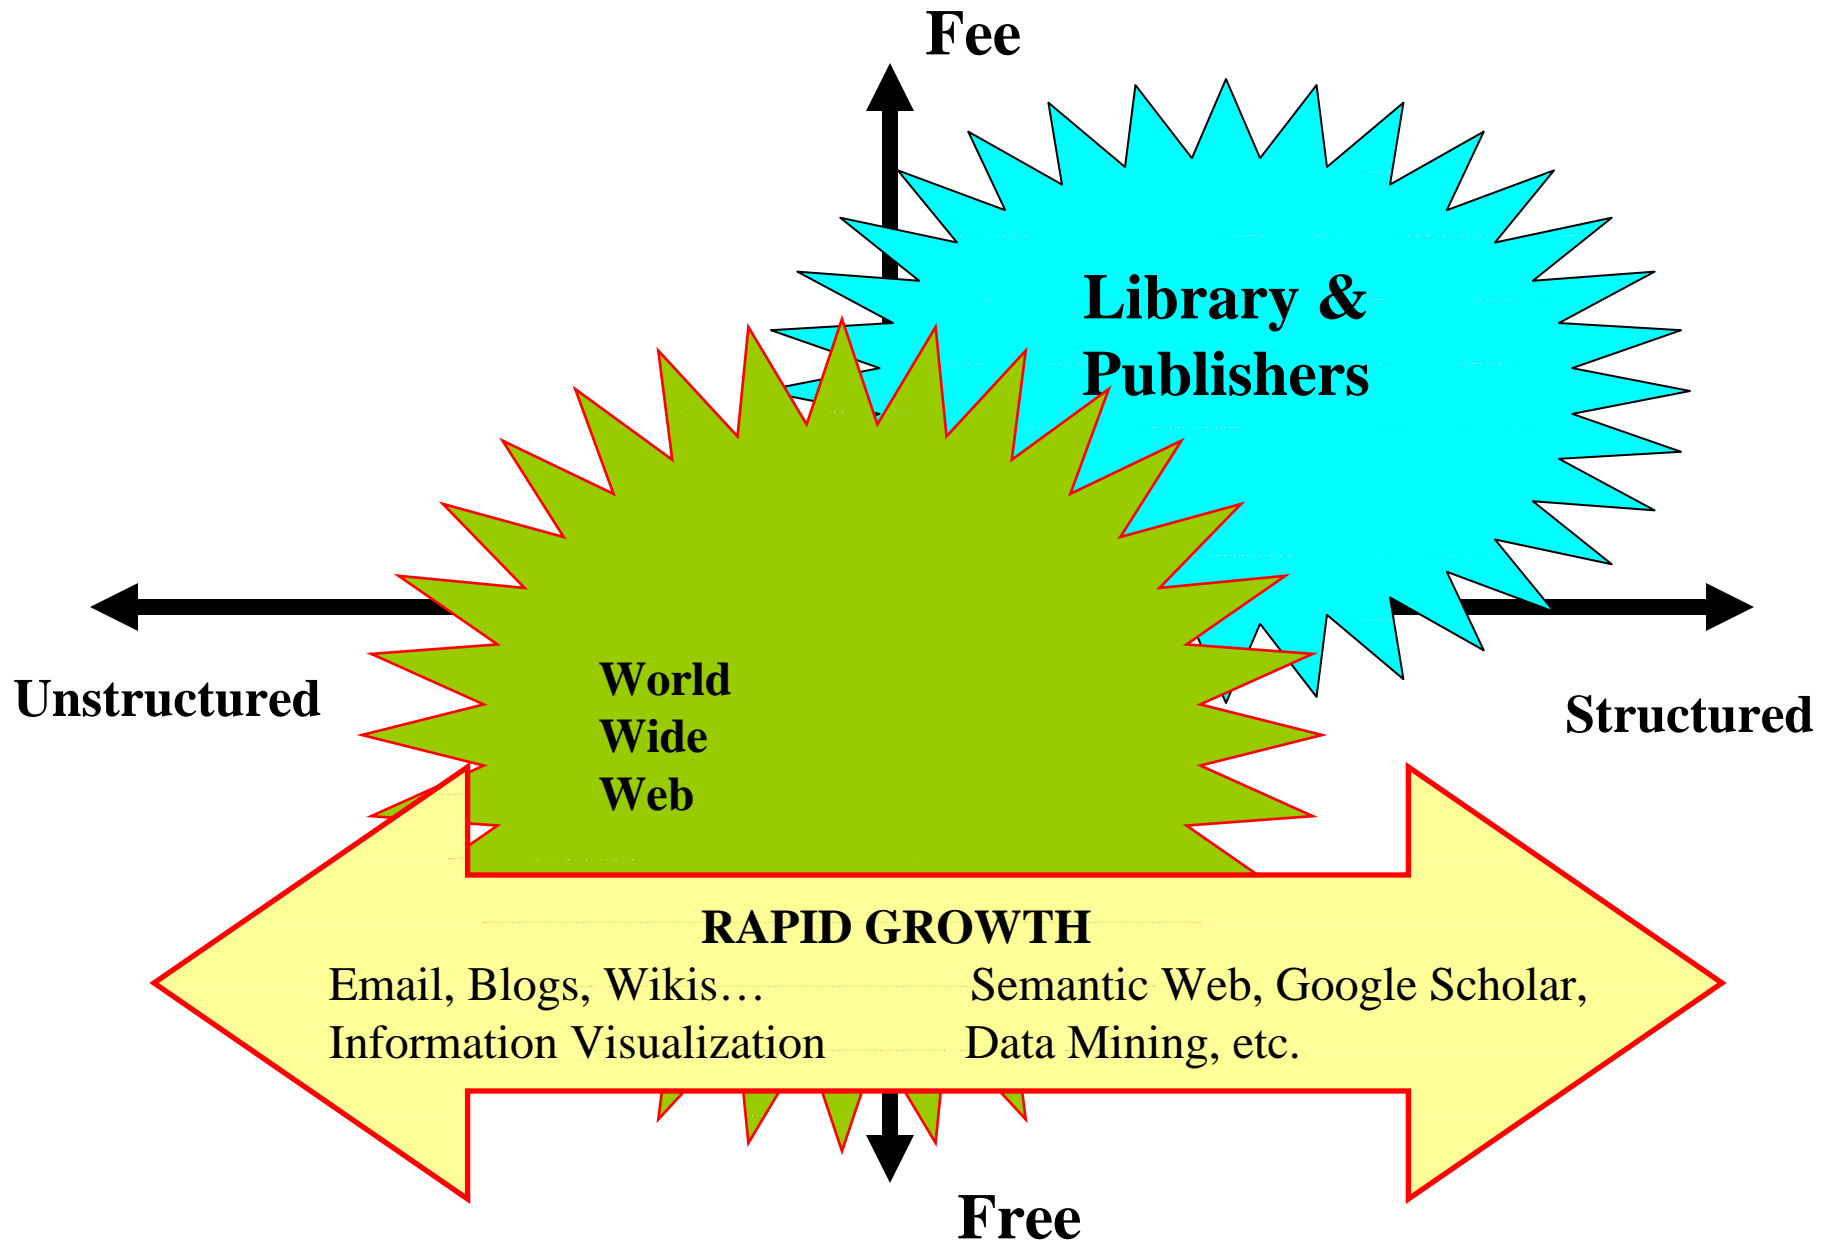 Fee
Library &
Publishers
World
Wide
Web
Unstructured
Structured
RAPID GROWTH
Email, Blogs, Wikis… Semantic Web, Google Scholar,
Information Visualization Data Mining, etc.
Free